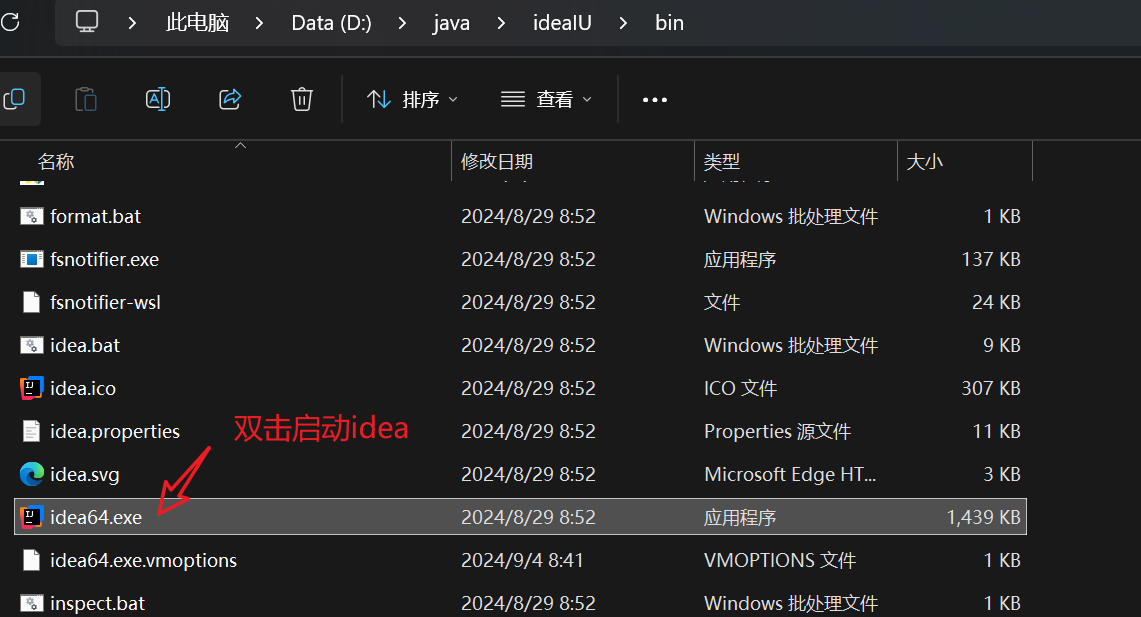 此电脑 > Data (D:) > java > ideaIU > bin
排序 查看
名称 修改日期 类型 大小
format.bat 2024/8/29 8:52 Windows 批处理文件 1 KB
fsnotifier.exe 2024/8/29 8:52 应用程序 137 KB
fsnotifier-wsl 2024/8/29 8:52 文件 24 KB
idea.bat 2024/8/29 8:52 Windows 批处理文件 9 KB
idea.ico 2024/8/29 8:52 ICO 文件 307 KB
双击启动idea
idea.properties 2024/8/29 8:52 Properties 源文件 11 KB
idea.svg 2024/8/29 8:52 Microsoft Edge HT... 3 KB
idea64.exe 2024/8/29 8:52 应用程序 1,439 KB
idea64.exe.vmoptions 2024/9/4 8:41 VMOPTIONS 文件 1 KB
inspect.bat 2024/8/29 8:52 Windows 批处理文件 1 KB